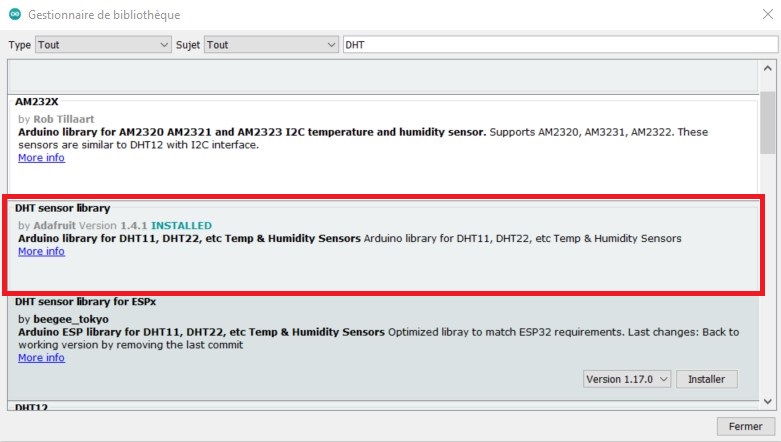 Gestionnaire de bibliothèque
Type Tout Sujet Tout DHT
AM232X
by Rob Tillaart
Arduino library for AM2320 AM2321 and AM2323 I2C temperature and humidity sensor. Supports AM2320, AM3231, AM2322. These
sensors are similar to DHT12 with I2C interface.
More info
DHT sensor library
by Adafruit Version 1.4.1 INSTALLED
Arduino library for DHT11, DHT22, etc Temp & Humidity Sensors Arduino library for DHT11, DHT22, etc Temp & Humidity Sensors
More info
DHT sensor library for ESPx
by beegee_tokyo
Arduino ESP library for DHT11, DHT22, etc Temp & Humidity Sensors Optimized libray to match ESP32 requirements. Last changes: Back to
working version by removing the last commit
More info
Version 1.17.0 Installer
DHT12
Fermer